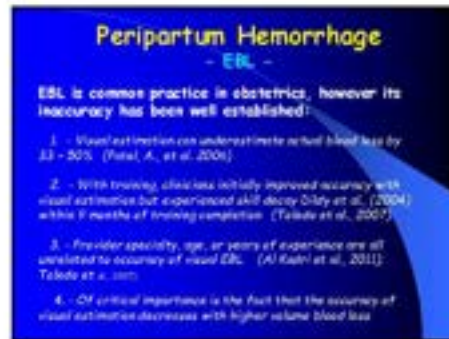 Peripartum Hemorrhage
- EBL -
EBL is common practice in obstetrics, however its
inaccuracy has been well established:
1. - Visual estimation can underestimate actual blood loss by
33 - 50% (Patel, A., et al. 2006)
2. - With training, clinicians initially improved accuracy with
visual estimation but experienced skill decay Dildy et al., (2004)
within 9 months of training completion (Toledo et al., 2007)
3. - Provider specialty, age, or years of experience are all
unrelated to accuracy of visual EBL (Al Kadri et al., 2011;
Toledo et
4. - Of critical importance is the fact that the accuracy of
visual estimation decreases with higher volume blood loss